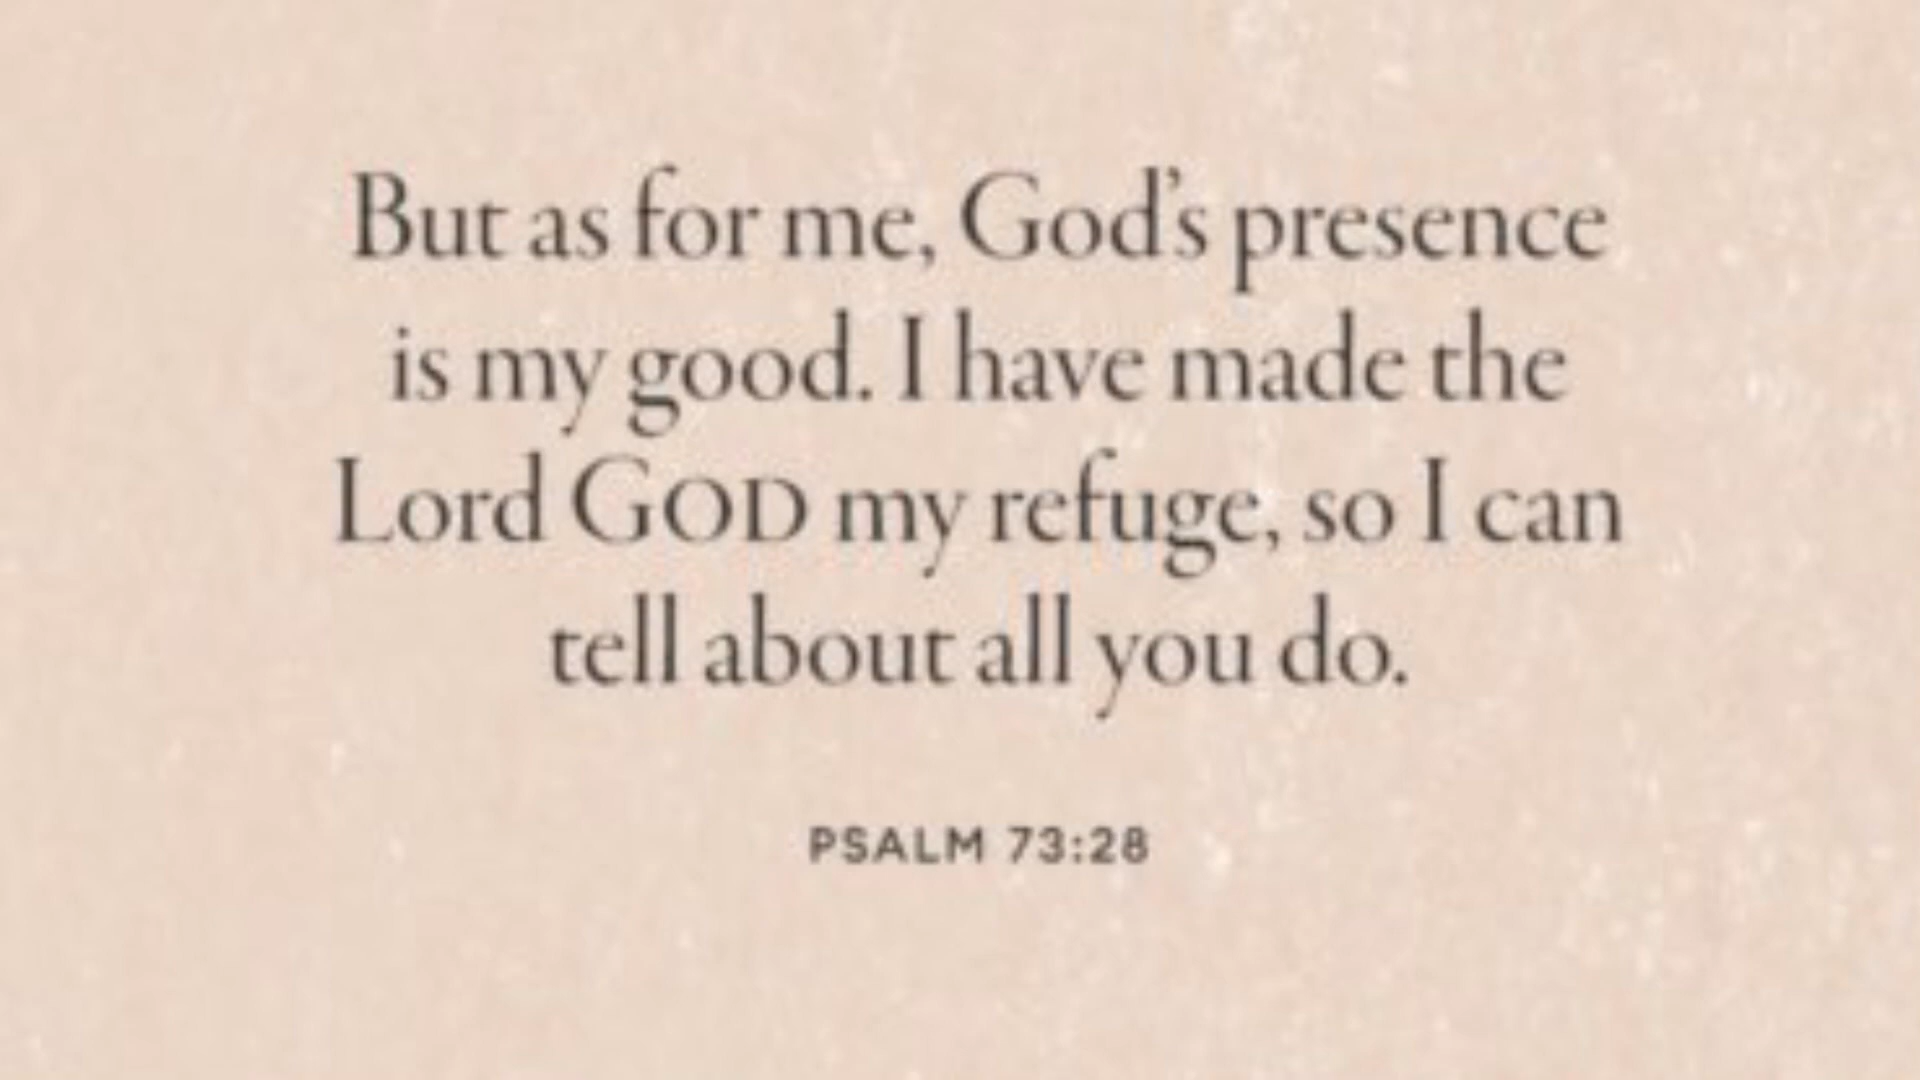 But as for me, God’s presence
is my good. I have made the
Lord GOD my refuge, so I can
tell about all you do.
PSALM 73:28